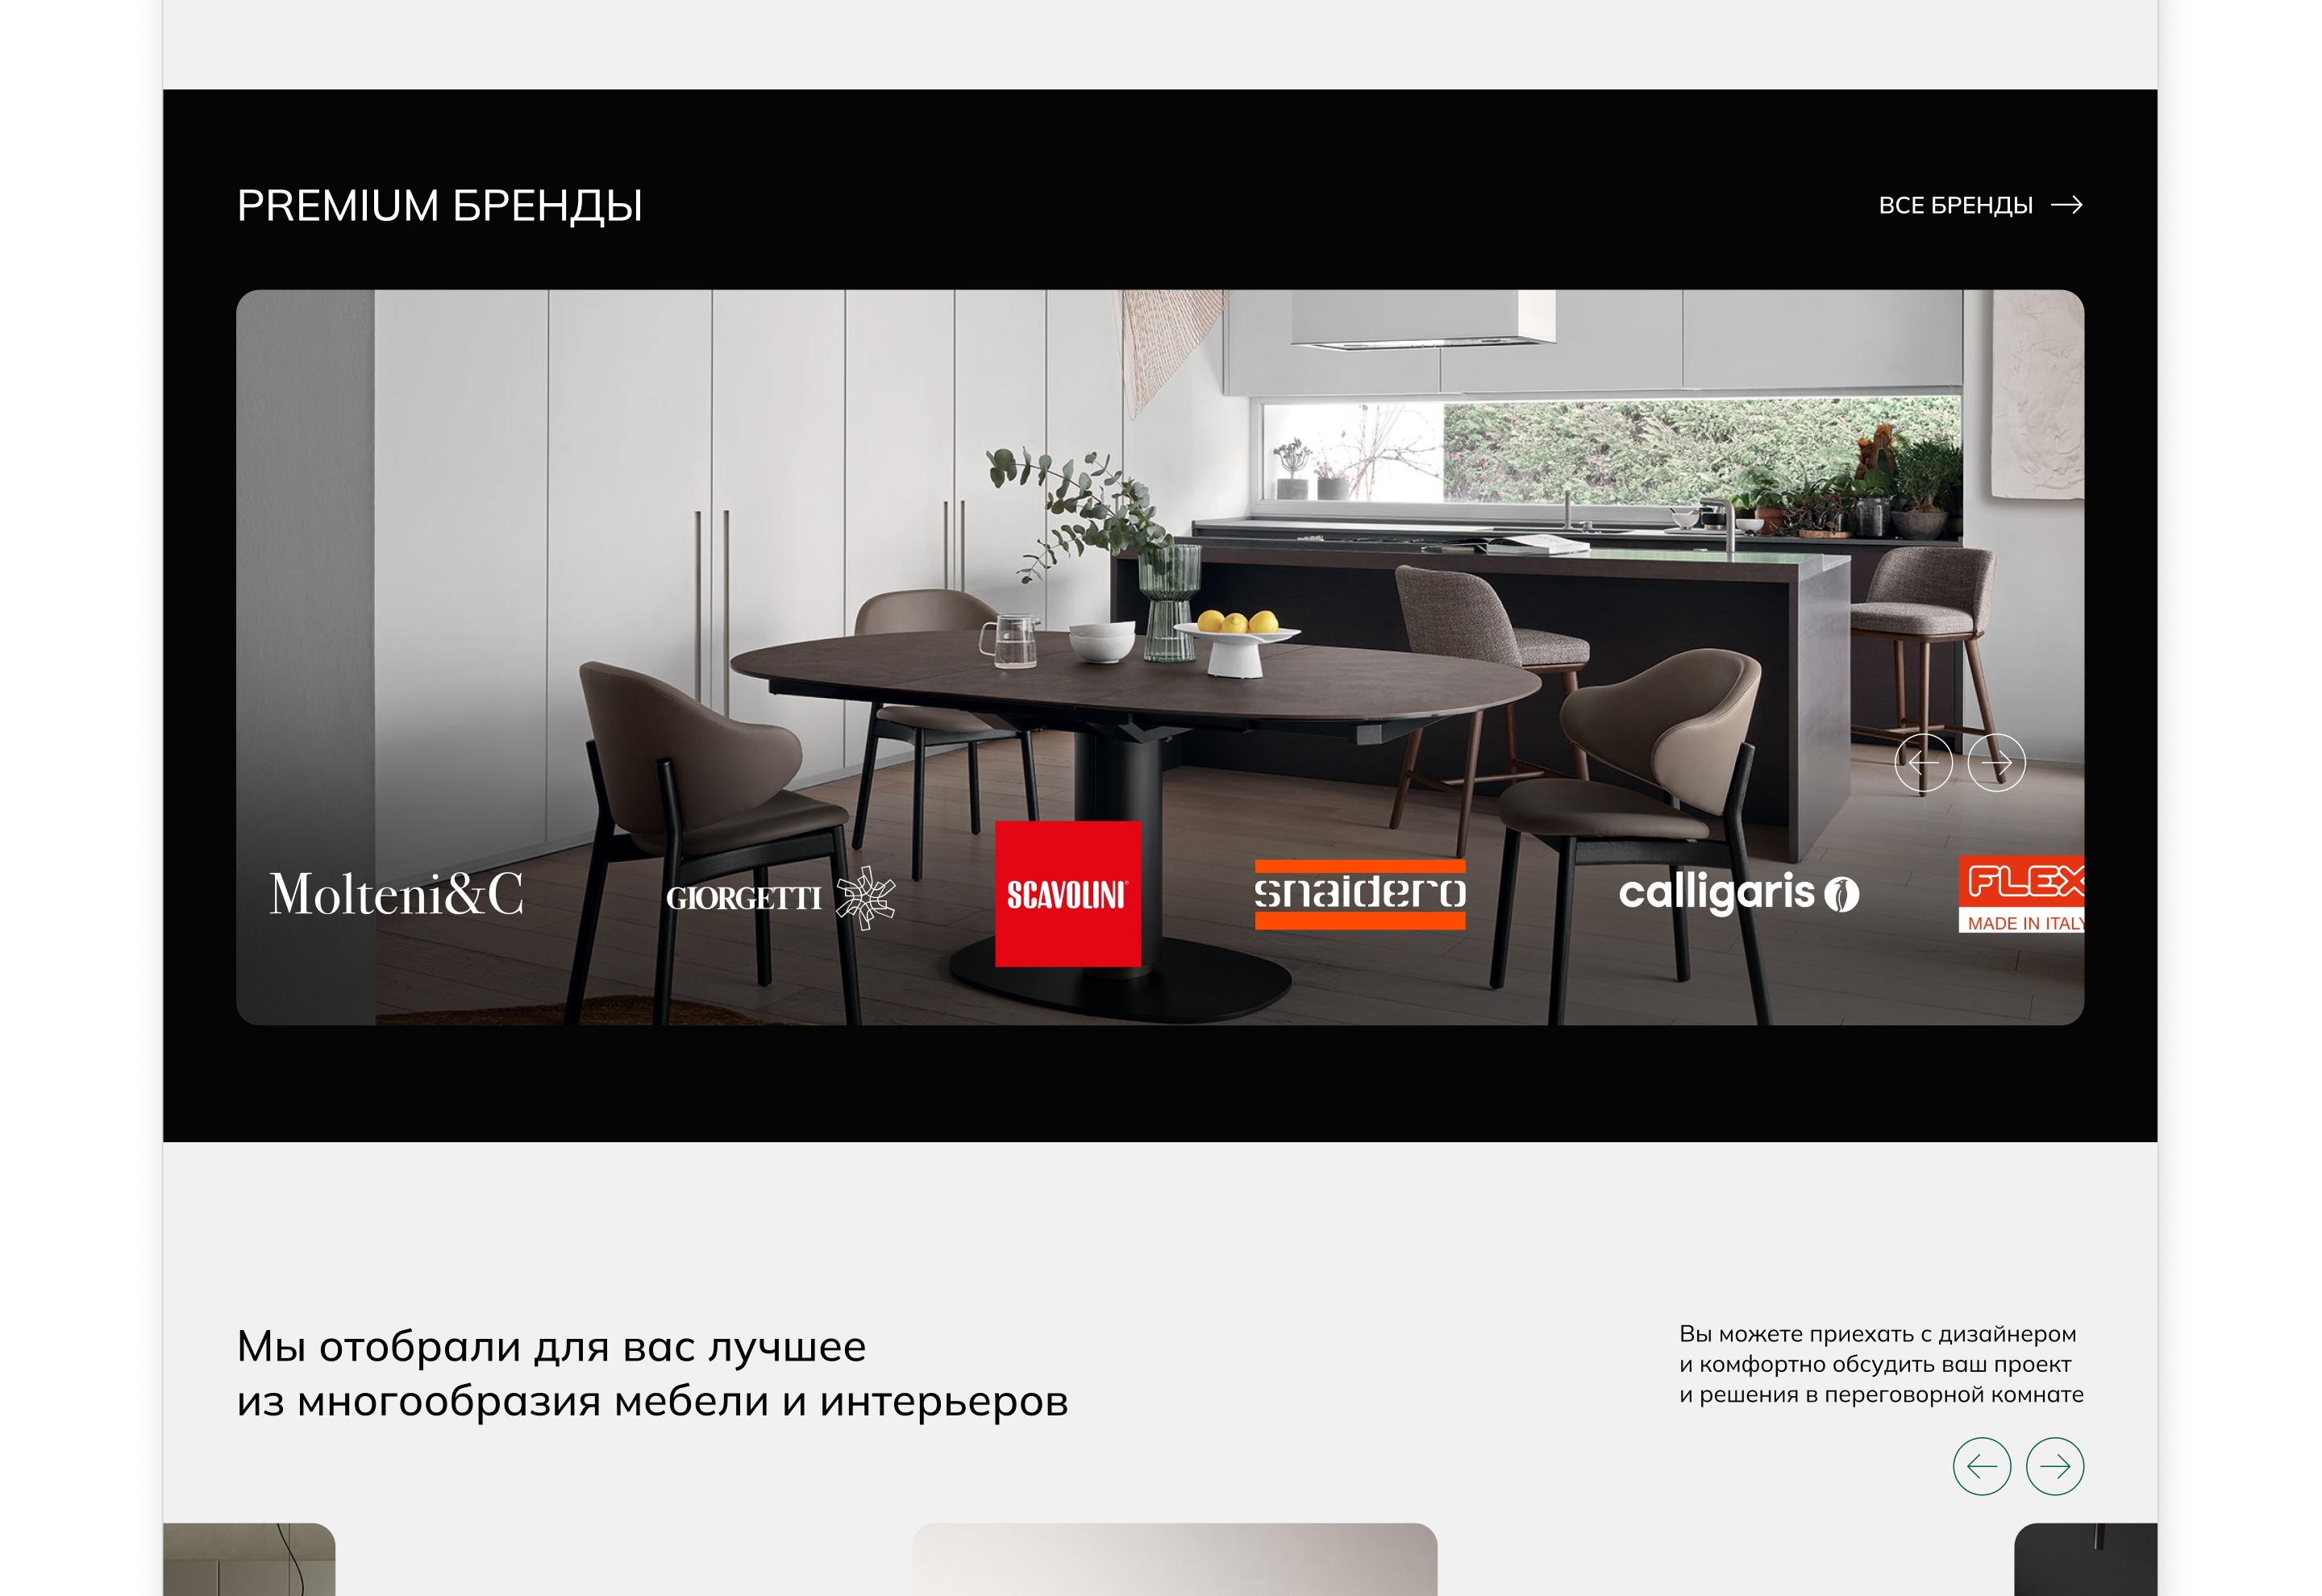 PREMIUM БРЕНДЫ
ВСЕ БРЕНДЫ
Molteni&C
GIORGETTI
SCAVOLINI
snaidero
calligaris
FLEX
MADE IN ITALY
Мы отобрали для вас лучшее
из многообразия мебели и интерьеров
Вы можете приехать с дизайнером
и комфортно обсудить ваш проект
и решения в переговорной комнате